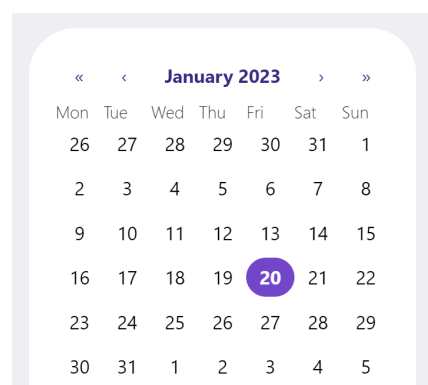 « ‹ January 2023 › »
Mon Tue Wed Thu Fri Sat Sun
26 27 28 29 30 31 1
2 3 4 5 6 7 8
9 10 11 12 13 14 15
16 17 18 19 20 21 22
23 24 25 26 27 28 29
30 31 1 2 3 4 5